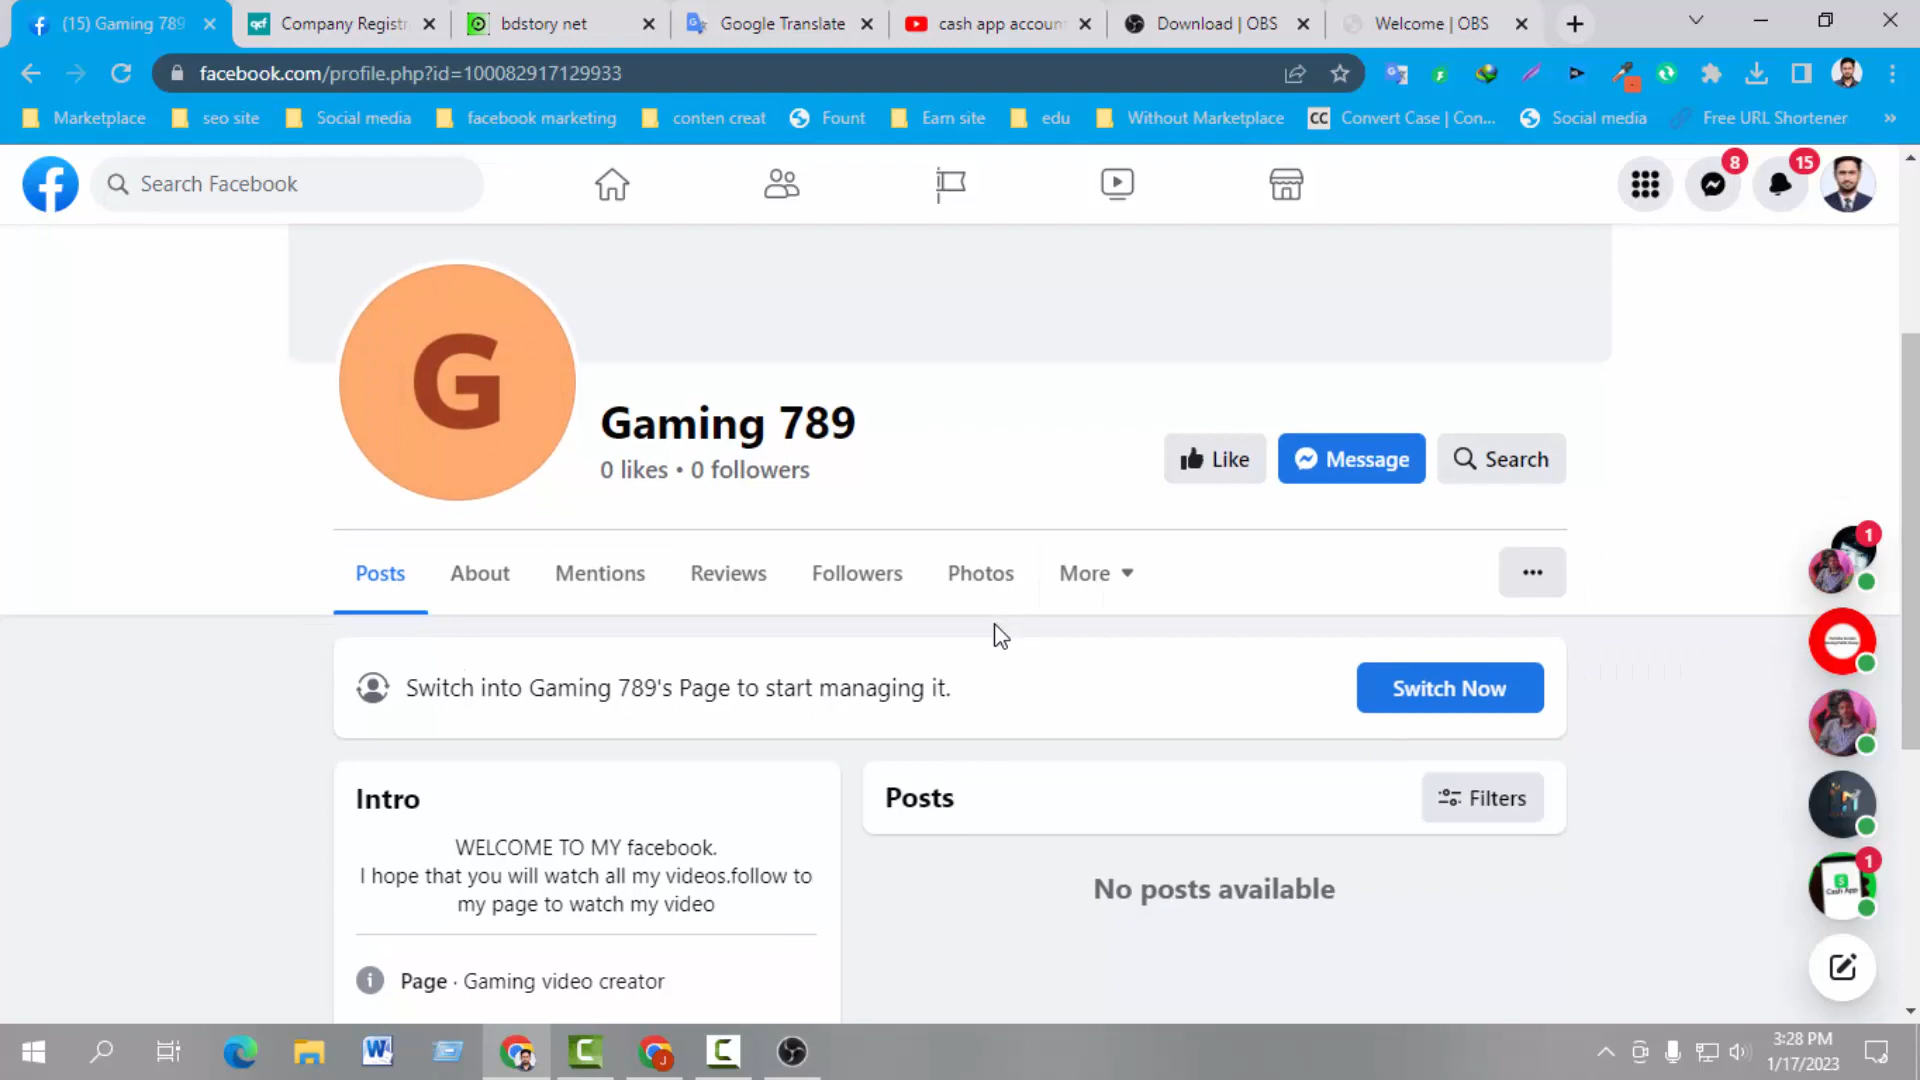 (15) Gaming 789
Company Registr
bdstory net
Google Translate
cash app accoun
Download | OBS
Welcome | OBS
facebook.com/profile.php?id=100082917129933
Marketplace
seo site
Social media
facebook marketing
conten creat
Fount
Earn site
edu
Without Marketplace
CC
Convert Case | Con...
Social media
Free URL Shortener
»
Search Facebook
8
15
G
Gaming 789
0 likes • 0 followers
Like
Message
Search
Posts
About
Mentions
Reviews
Followers
Photos
More
1
Switch into Gaming 789's Page to start managing it.
Switch Now
Intro
WELCOME TO MY facebook.
I hope that you will watch all my videos.follow to
my page to watch my video
Page · Gaming video creator
Posts
Filters
No posts available
1
Cash App
3:28 PM
1/17/2023